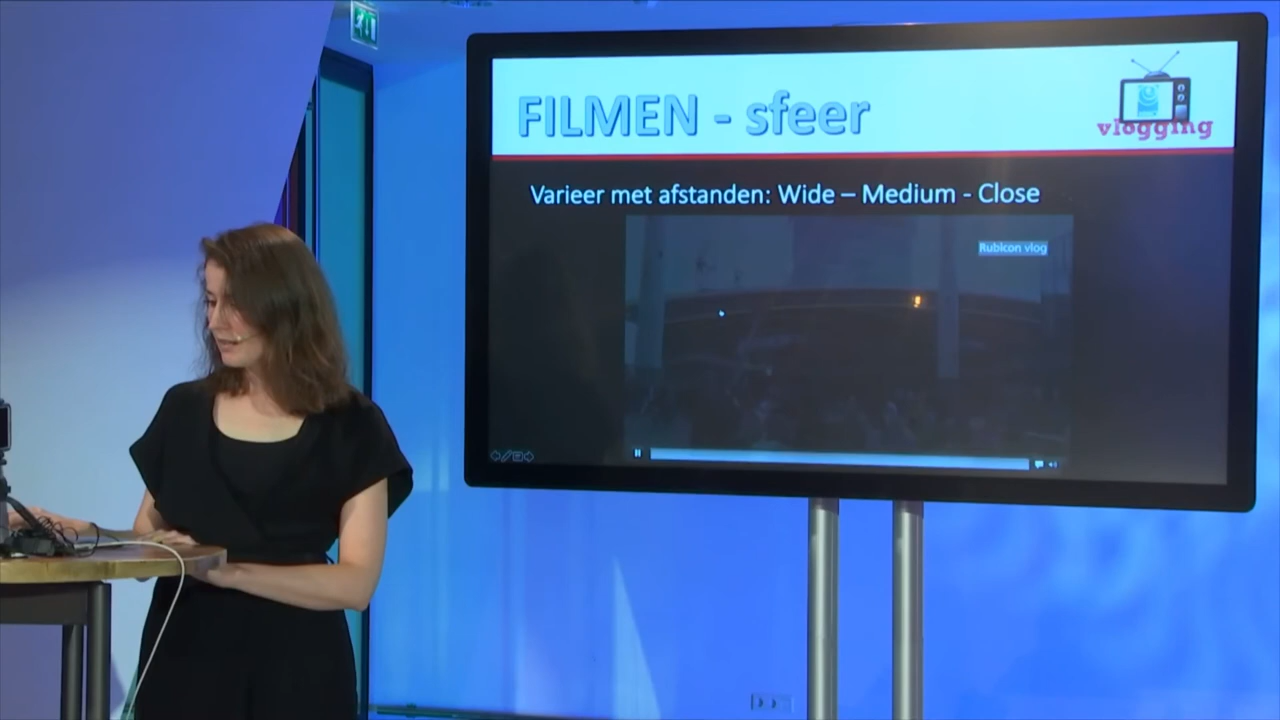 FILMEN - sfeer
vlogging
Varieer met afstanden: Wide – Medium - Close
Rubicon vlog